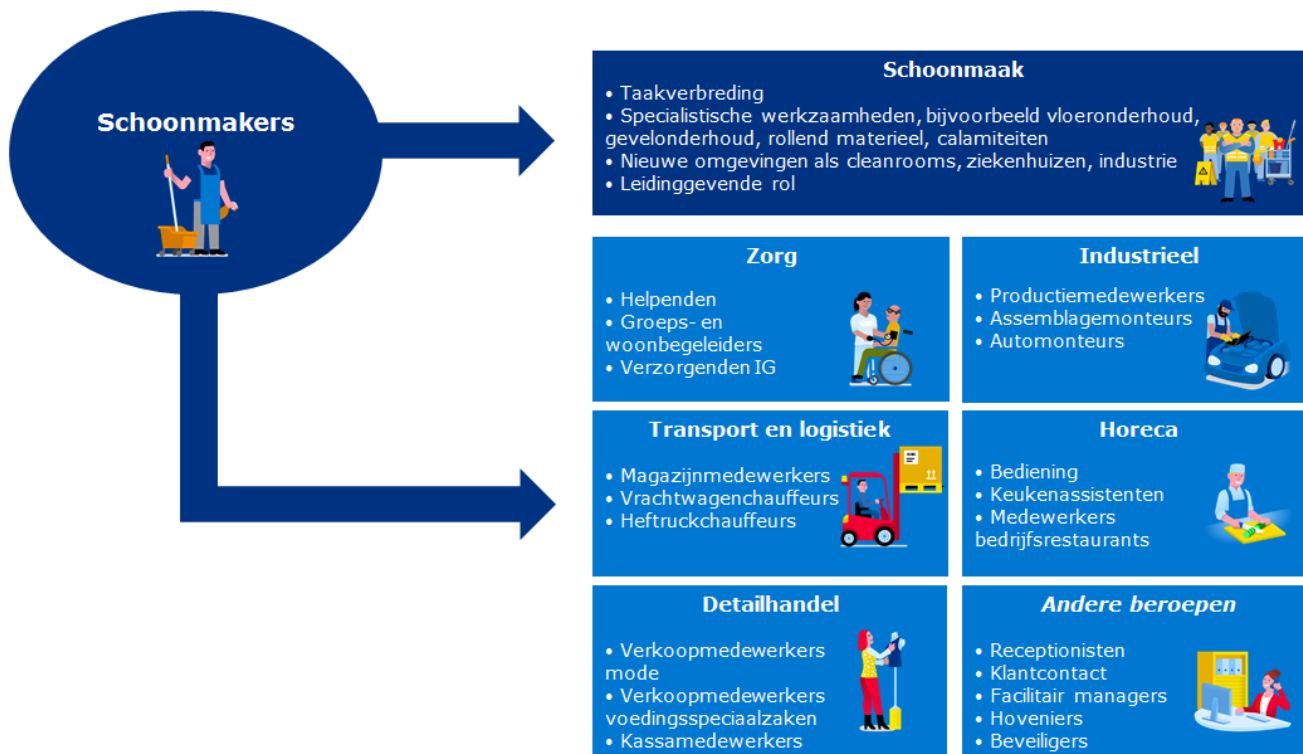 Schoonmakers
Schoonmaak
• Taakverbreding
• Specialistische werkzaamheden, bijvoorbeeld vloeronderhoud,
gevelonderhoud, rollend materieel, calamiteiten
• Nieuwe omgevingen als cleanrooms, ziekenhuizen, industrie
• Leidinggevende rol
Zorg
• Helpenden
• Groeps- en
woonbegeleiders
• Verzorgenden IG
Industrieel
• Productiemedewerkers
• Assemblagemonteurs
• Automonteurs
Transport en logistiek
• Magazijnmedewerkers
• Vrachtwagenchauffeurs
• Heftruckchauffeurs
Horeca
• Bediening
• Keukenassistenten
• Medewerkers
bedrijfsrestaurants
Detailhandel
• Verkoopmedewerkers
mode
• Verkoopmedewerkers
voedingsspeciaalzaken
• Kassamedewerkers
Andere beroepen
• Receptionisten
• Klantcontact
• Facilitair managers
• Hoveniers
• Beveiligers